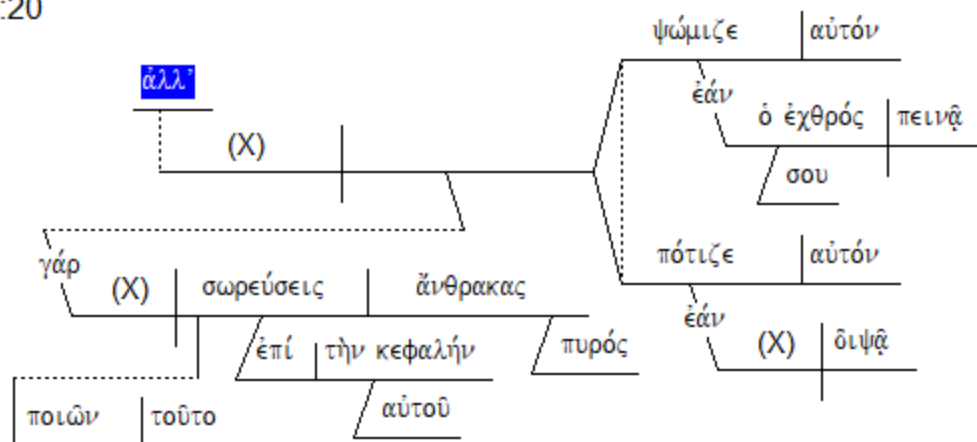 :20
ψώμιζε αὐτόν
ἀλλ’
ἐάν
ὁ ἐχθρός πεινᾷ
(X)
σου
γάρ
πότιζε αὐτόν
(X) σωρεύσεις ἄνθρακας
ἐάν
(X) διψᾷ
ἐπί τὴν κεφαλήν πυρός
ποιῶν τοῦτο αὐτοῦ